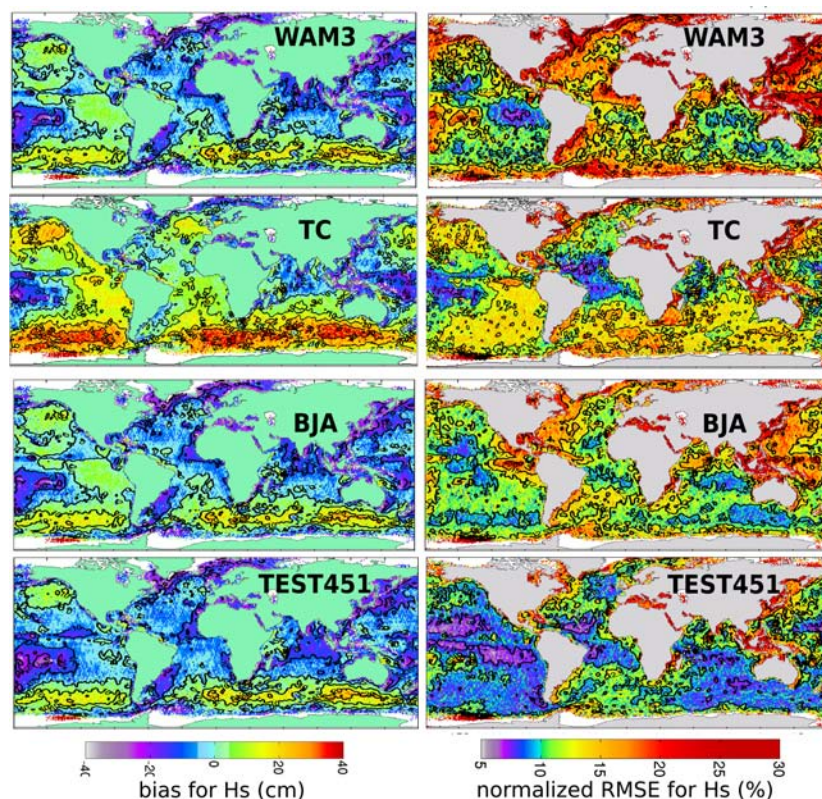 WAM3 WAM3
TC TC
BJA BJA
TEST451 TEST451
-40 -20 0 20 40 5 10 15 20 25 30
bias for Hs (cm) normalized RMSE for Hs (%)